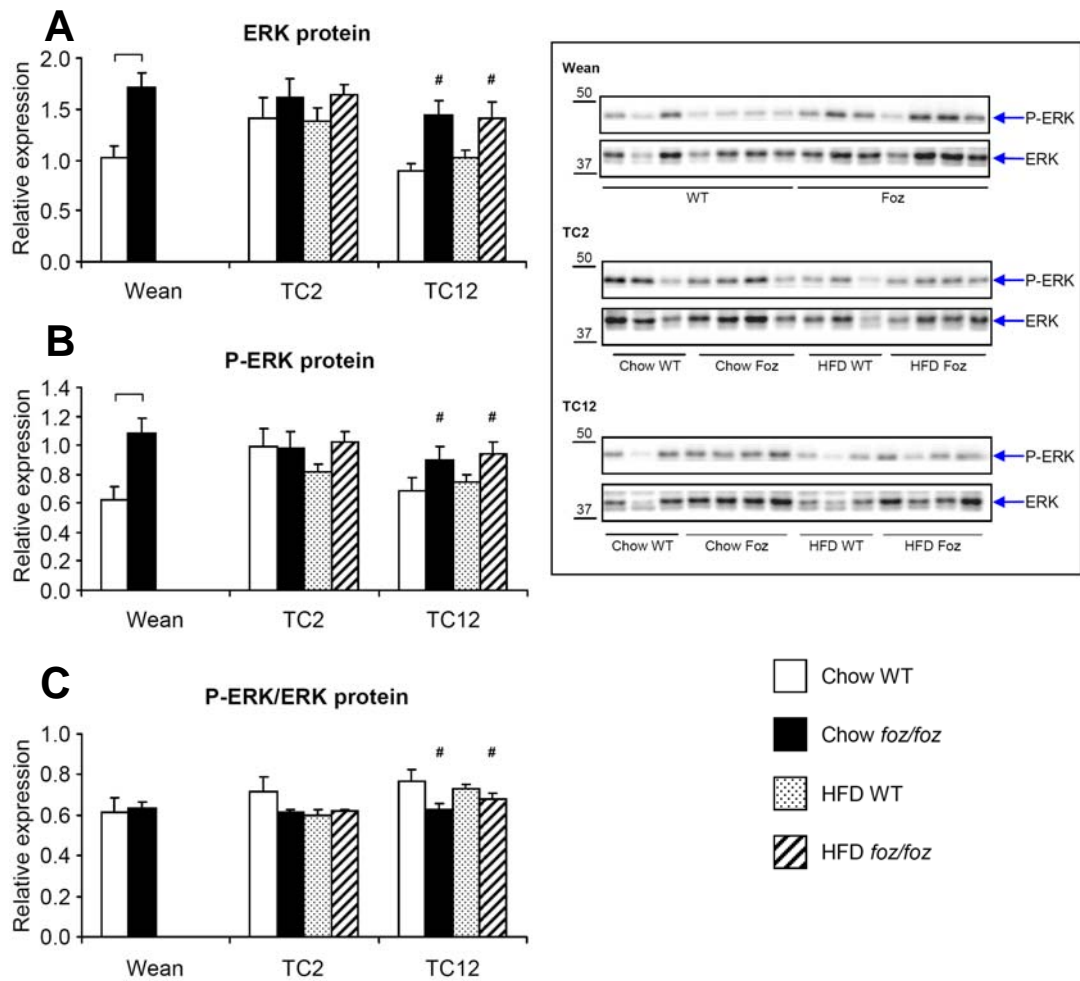 A
ERK protein
Relative expression
2.0
1.5
1.0
0.5
0.0
# #
Wean TC2 TC12
B
P-ERK protein
Relative expression
1.4
1.2
1.0
0.8
0.6
0.4
0.2
0.0
# #
Wean TC2 TC12
C
P-ERK/ERK protein
Relative expression
1.0
0.8
0.6
0.4
0.2
0.0
# #
Wean TC2 TC12
Wean
50
P-ERK
ERK
37
WT Foz
TC2
50
P-ERK
ERK
37
Chow WT Chow Foz HFD WT HFD Foz
TC12
50
P-ERK
ERK
37
Chow WT Chow Foz HFD WT HFD Foz
Chow WT
Chow foz/foz
HFD WT
HFD foz/foz